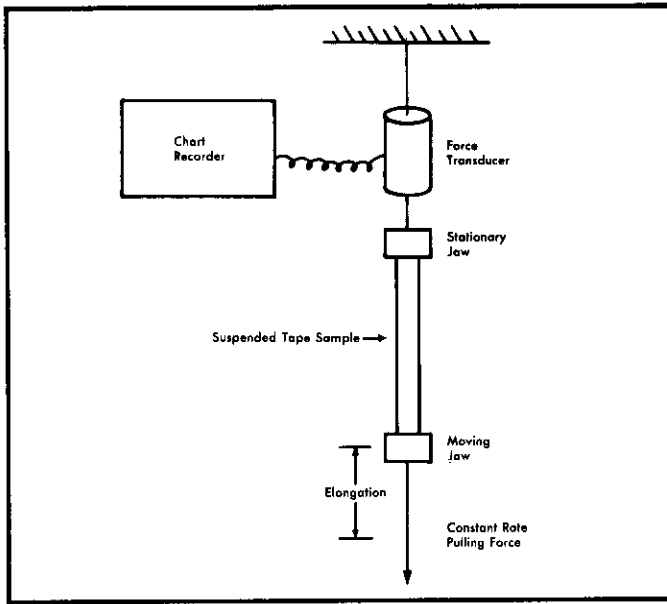 Chart
Recorder
Force
Transducer
Stationary
Jaw
Suspended Tape Sample
Moving
Jaw
Elongation
Constant Rate
Pulling Force